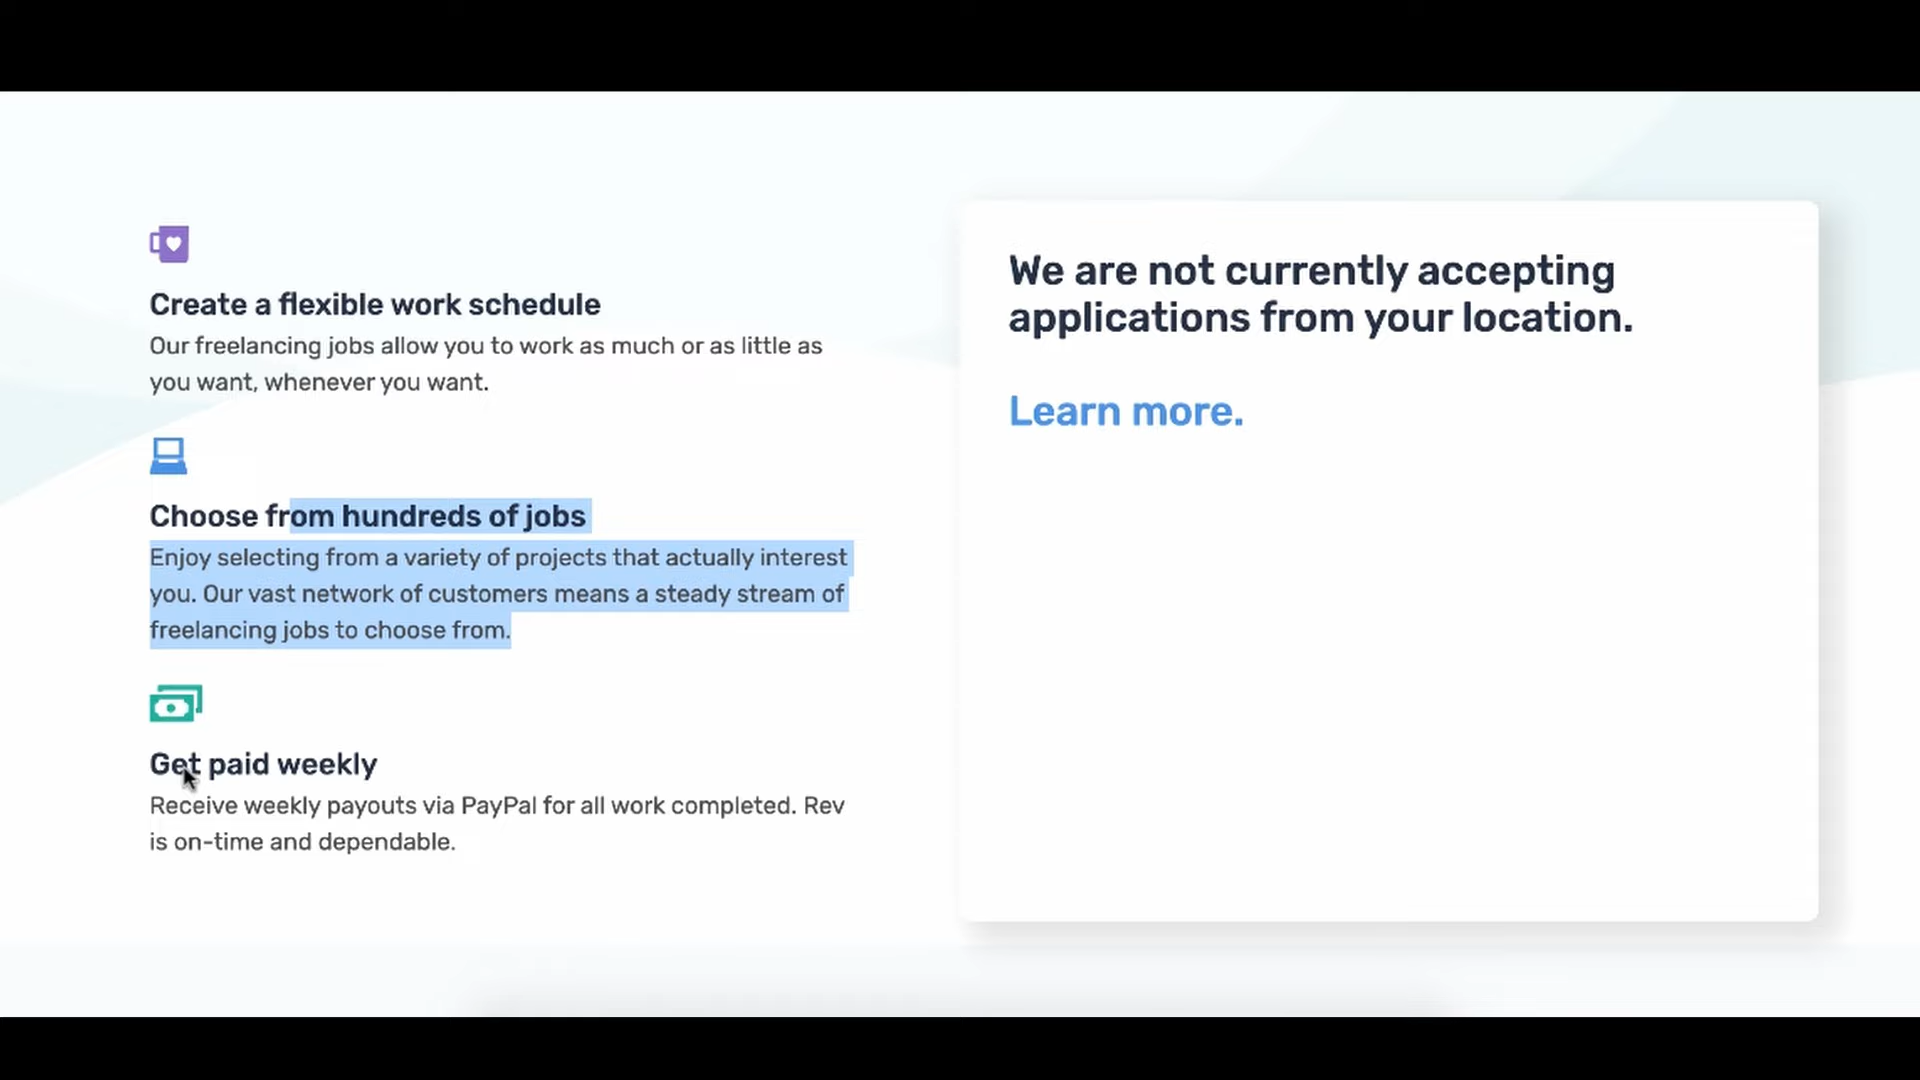 Create a flexible work schedule
Our freelancing jobs allow you to work as much or as little as
you want, whenever you want.
Choose from hundreds of jobs
Enjoy selecting from a variety of projects that actually interest
you. Our vast network of customers means a steady stream of
freelancing jobs to choose from.
Get paid weekly
Receive weekly payouts via PayPal for all work completed. Rev
is on-time and dependable.
We are not currently accepting
applications from your location.
Learn more.